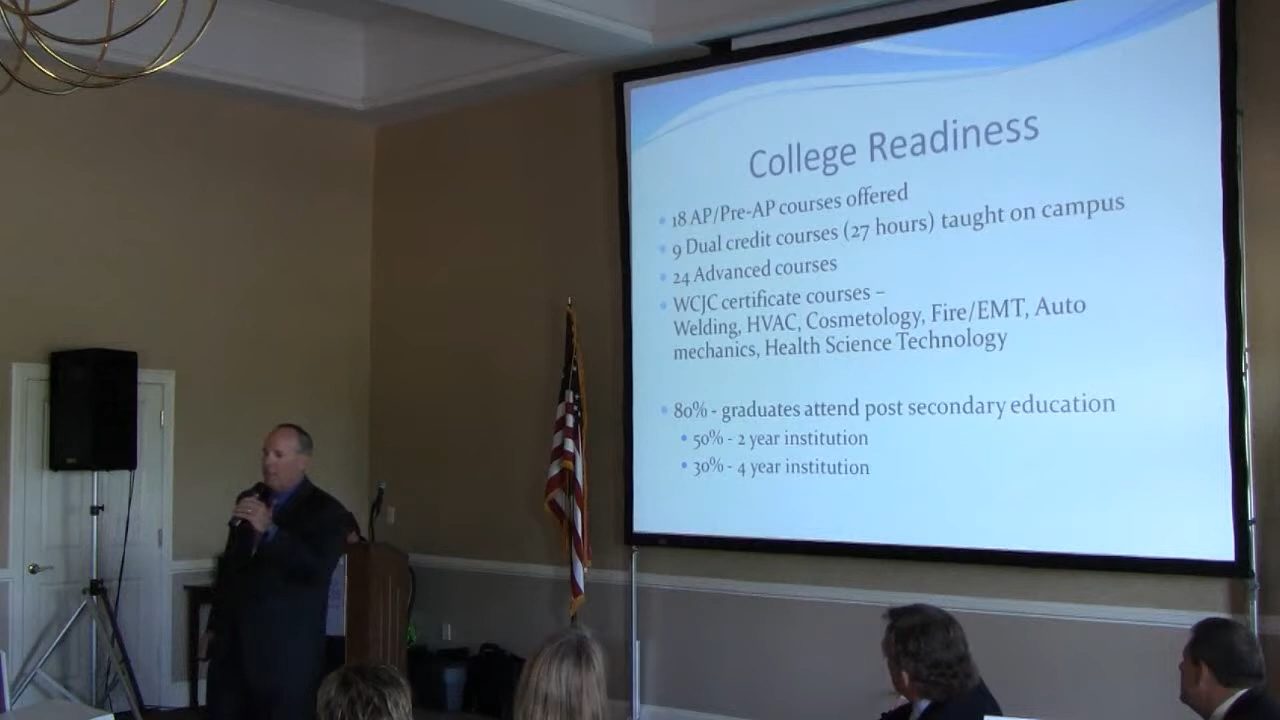 College Readiness
18 AP/Pre-AP courses offered
9 Dual credit courses (27 hours) taught on campus
24 Advanced courses
WCJC certificate courses –
Welding, HVAC, Cosmetology, Fire/EMT, Auto
mechanics, Health Science Technology
80% - graduates attend post secondary education
50% - 2 year institution
30% - 4 year institution